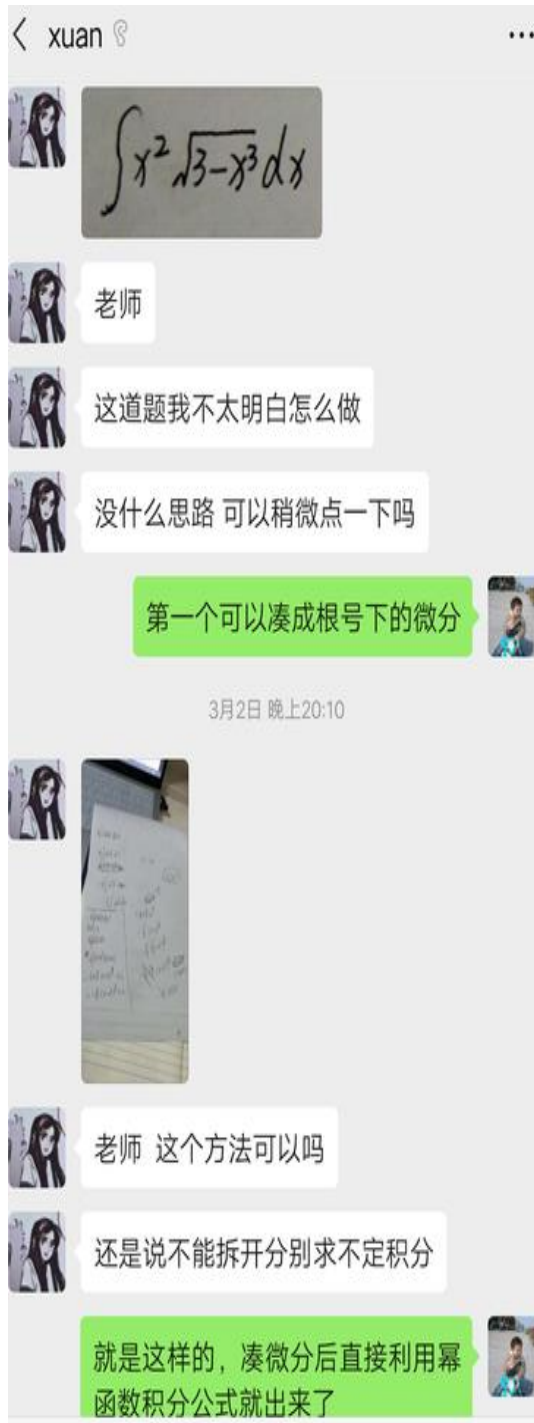 xuan
∫x²√3-x³dx
老师
这道题我不太明白怎么做
没什么思路 可以稍微点一下吗
第一个可以凑成根号下的微分
3月2日 晚上20:10
老师 这个方法可以吗
还是说不能拆开分别求不定积分
就是这样的，凑微分后直接利用幂
函数积分公式就出来了